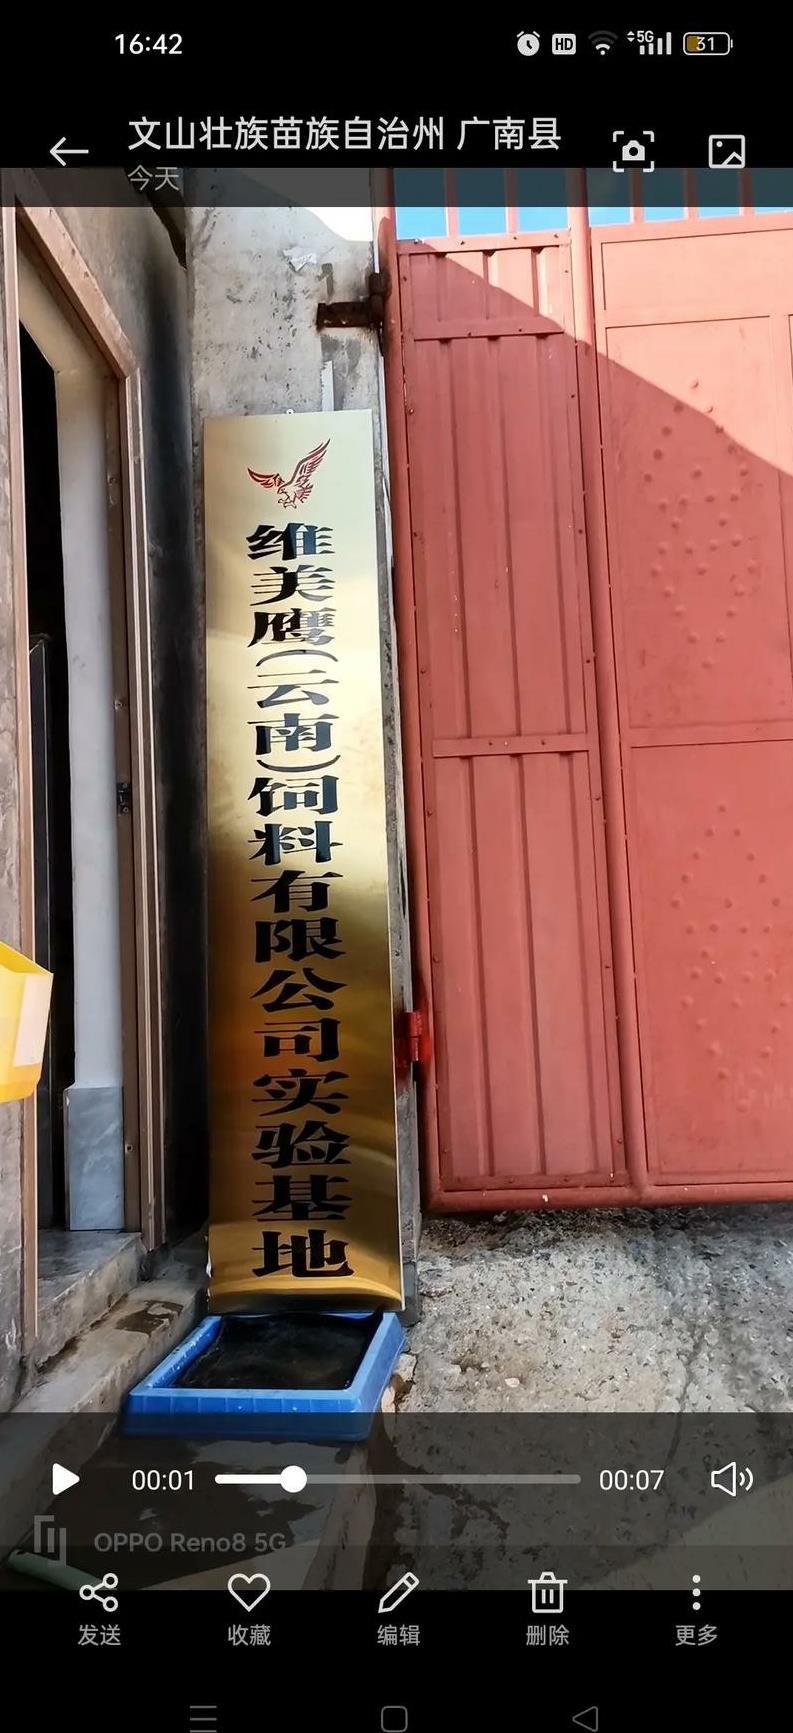 16:42
HD
5G
31
文山壮族苗族自治州 广南县
今天
维美鹰(云南)饲料有限公司实验基地
00:01
00:07
OPPO Reno8 5G
发送
收藏
编辑
删除
更多